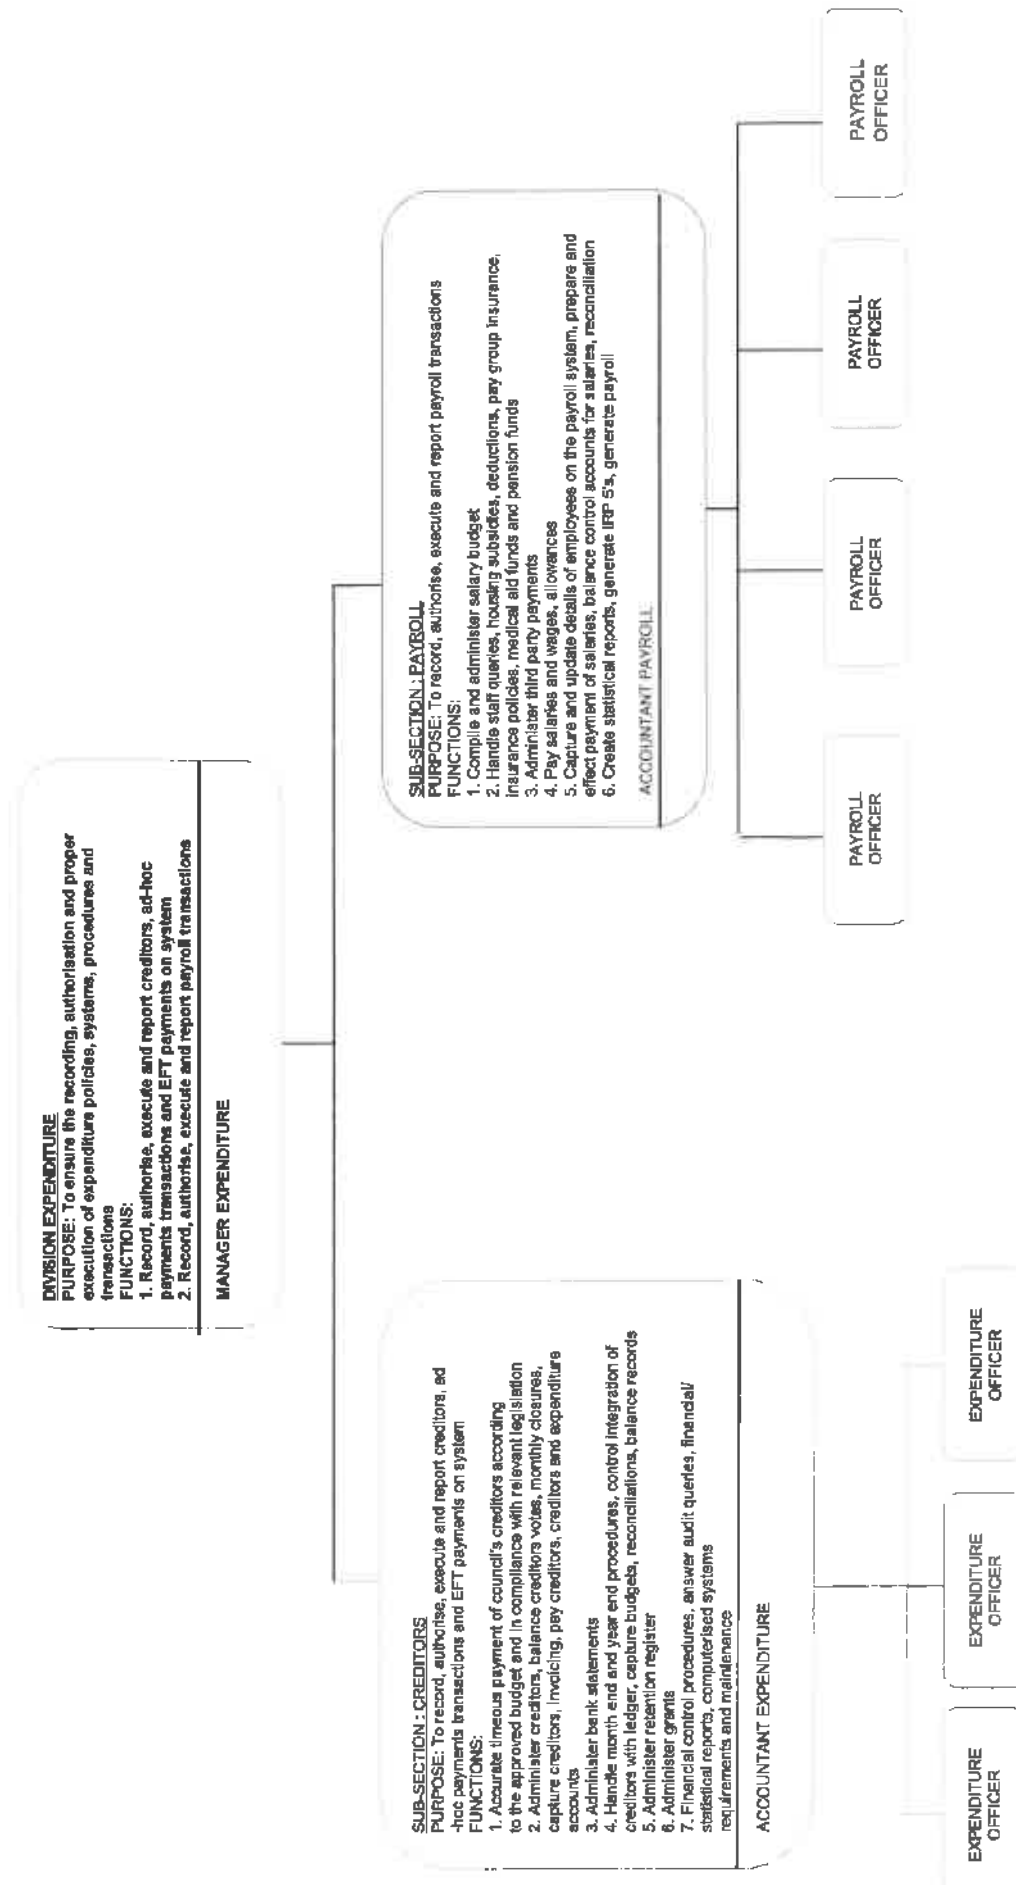 DIVISION EXPENDITURE
PURPOSE: To ensure the recording, authorisation and proper
execution of expenditure policies, systems, procedures and
transactions
FUNCTIONS:
1. Record, authorise, execute and report creditors, ad-hoc
payments transactions and EFT payments on system
2. Record, authorise, execute and report payroll transactions
MANAGER EXPENDITURE
SUB-SECTION : CREDITORS
PURPOSE: To record, authorise, execute and report creditors, ad
-hoc payments transactions and EFT payments on system
FUNCTIONS:
1. Accurate timeous payment of council's creditors according
to the approved budget and in compliance with relevant legislation
2. Administer creditors, balance creditors votes, monthly closures,
capture creditors, invoicing, pay creditors, creditors and expenditure
accounts
3. Administer bank statements
4. Handle month end and year end procedures, control integration of
creditors with ledger, capture budgets, reconciliations, balance records
5. Administer retention register
6. Administer grants
7. Financial control procedures, answer audit queries, financial/
statistical reports, computerised systems
requirements and maintenance
ACCOUNTANT EXPENDITURE
EXPENDITURE
OFFICER
EXPENDITURE
OFFICER
EXPENDITURE
OFFICER
SUB-SECTION : PAYROLL
PURPOSE: To record, authorise, execute and report payroll transactions
FUNCTIONS:
1. Compile and administer salary budget
2. Handle staff queries, housing subsidies, deductions, pay group insurance,
insurance policies, medical aid funds and pension funds
3. Administer third party payments
4. Pay salaries and wages, allowances
5. Capture and update details of employees on the payroll system, prepare and
effect payment of salaries, balance control accounts for salaries, reconciliation
6. Create statistical reports, generate IRP 5's, generate payroll
ACCOUNTANT PAYROLL
PAYROLL
OFFICER
PAYROLL
OFFICER
PAYROLL
OFFICER
PAYROLL
OFFICER